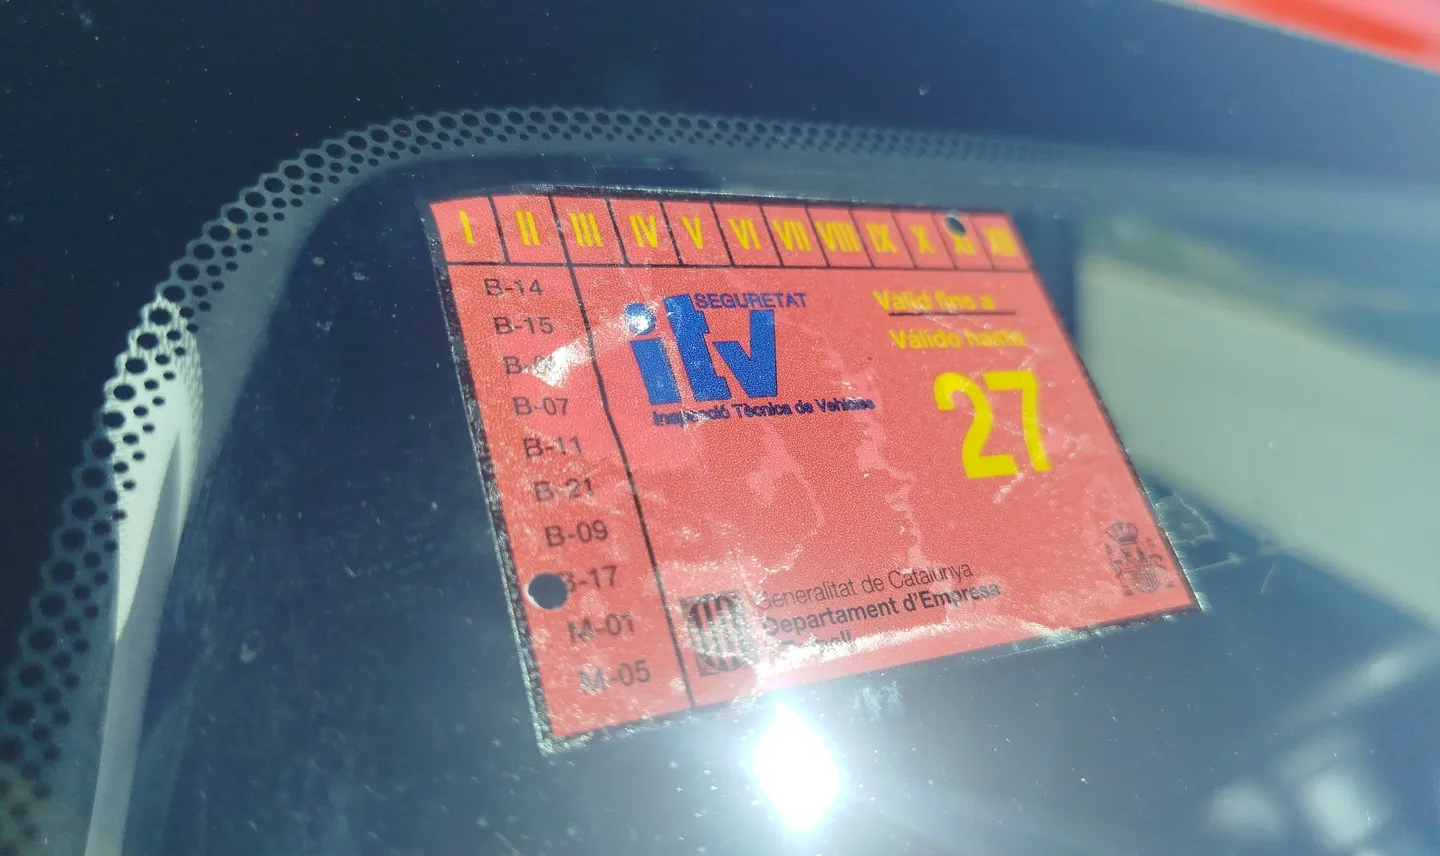 I II III IV V VI VII VIII IX X XI XII
B-14
B-15
B-07
B-11
B-21
B-09
B-17
M-01
M-05
SEGURETAT
itv
Inspecció Tècnica de Vehicles
Vàlid fins a
Válido hasta
27
Generalitat de Catalunya
Departament d'Empresa